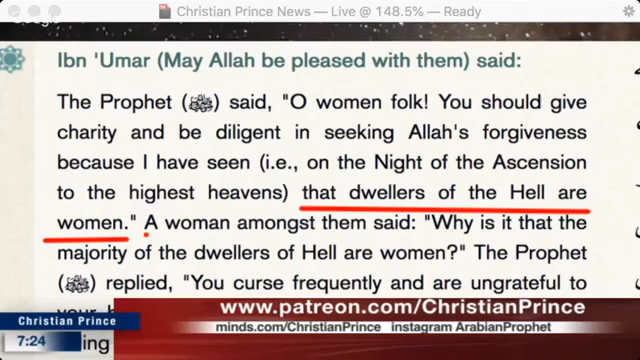 Christian Prince News — Live @ 148.5% — Ready
Ibn 'Umar (May Allah be pleased with them) said:
The Prophet (ﷺ) said, "O women folk! You should give
charity and be diligent in seeking Allah's forgiveness
because I have seen (i.e., on the Night of the Ascension
to the highest heavens) that dwellers of the Hell are
women." A woman amongst them said: "Why is it that the
majority of the dwellers of Hell are women?" The Prophet
(ﷺ) replied, "You curse frequently and are ungrateful to
www.patreon.com/ChristianPrince
Christian Prince
minds.com/ChristianPrince instagram ArabianProphet
7:24